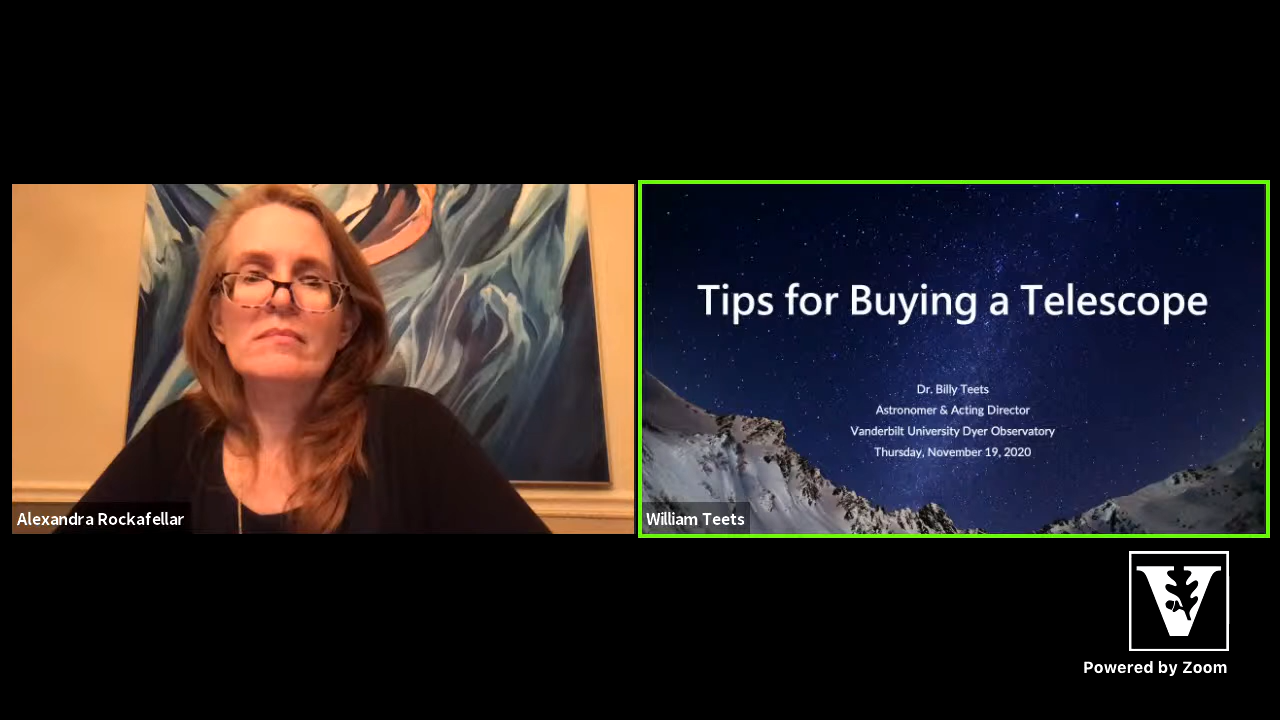 Tips for Buying a Telescope
Dr. Billy Teets
Astronomer & Acting Director
Vanderbilt University Dyer Observatory
Thursday, November 19, 2020
Alexandra Rockafellar
William Teets
V
Powered by Zoom